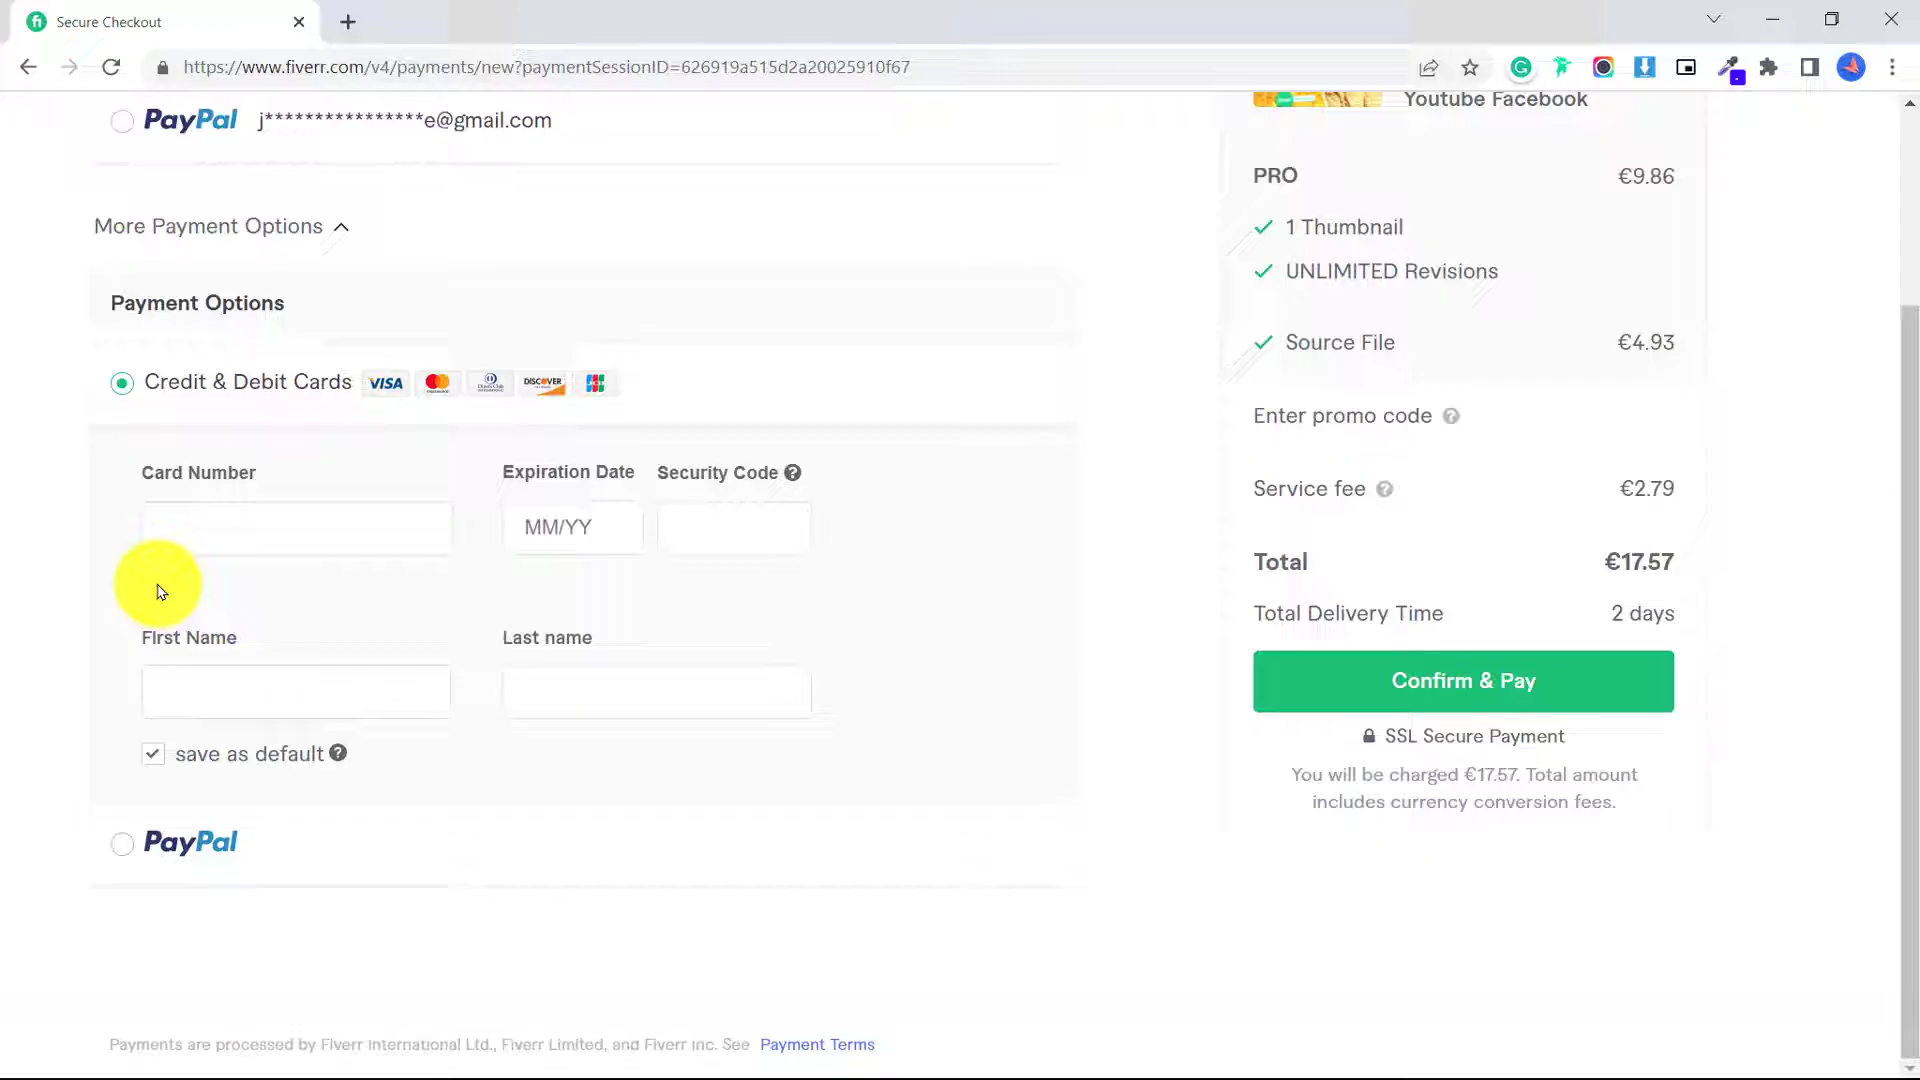 Secure Checkout
https://www.fiverr.com/v4/payments/new?paymentSessionID=626919a515d2a20025910f67
PayPal j****************e@gmail.com
More Payment Options
Payment Options
Credit & Debit Cards VISA DISCOVER JCB
Card Number
Expiration Date
Security Code
MM/YY
First Name
Last name
save as default
PayPal
Payments are processed by Fiverr International Ltd., Fiverr Limited, and Fiverr Inc. See Payment Terms
Youtube Facebook
PRO €9.86
1 Thumbnail
UNLIMITED Revisions
Source File €4.93
Enter promo code
Service fee €2.79
Total €17.57
Total Delivery Time 2 days
Confirm & Pay
SSL Secure Payment
You will be charged €17.57. Total amount
includes currency conversion fees.